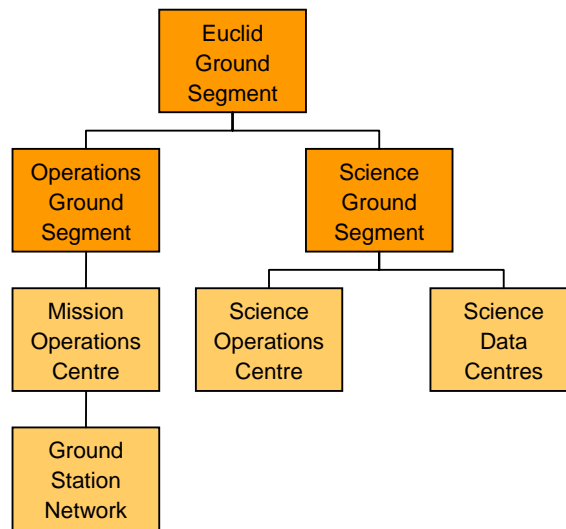 Euclid
Ground
Segment
Operations
Ground
Segment
Science
Ground
Segment
Mission
Operations
Centre
Science
Operations
Centre
Science
Data
Centres
Ground
Station
Network